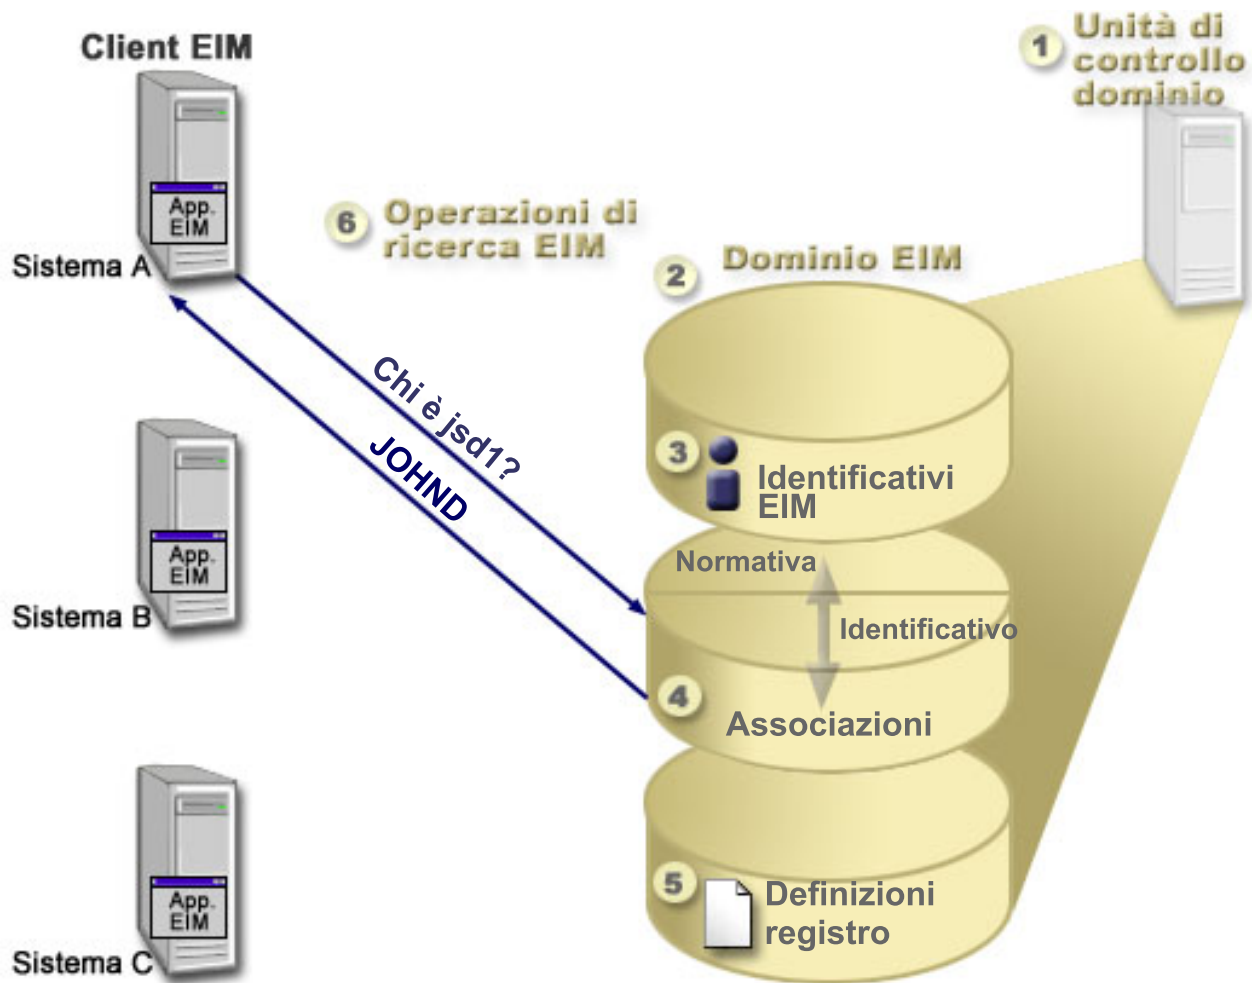 Client EIM
1 Unità di
controllo
dominio
App.
EIM
Sistema A
6 Operazioni di
ricerca EIM
2 Dominio EIM
Chi è jsd1?
JOHND
3 Identificativi
EIM
Normativa
Identificativo
App.
EIM
Sistema B
4 Associazioni
5 Definizioni
registro
App.
EIM
Sistema C